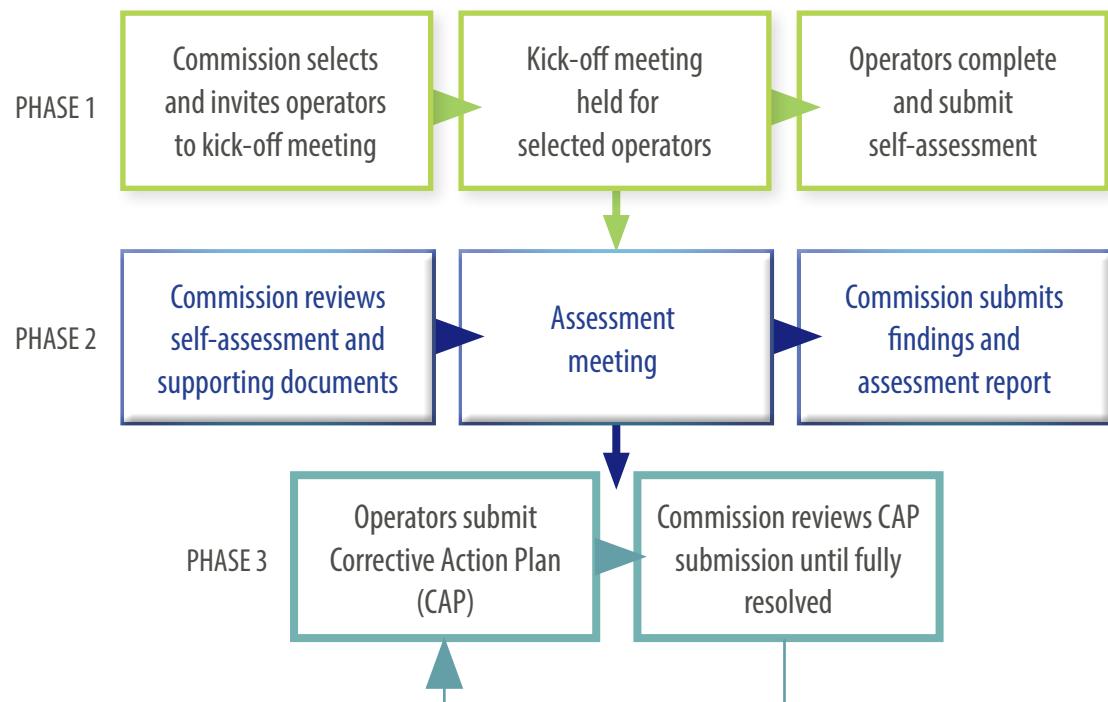 PHASE 1
Commission selects
and invites operators
to kick-off meeting
Kick-off meeting
held for
selected operators
Operators complete
and submit
self-assessment
PHASE 2
Commission reviews
self-assessment and
supporting documents
Assessment
meeting
Commission submits
findings and
assessment report
PHASE 3
Operators submit
Corrective Action Plan
(CAP)
Commission reviews CAP
submission until fully
resolved